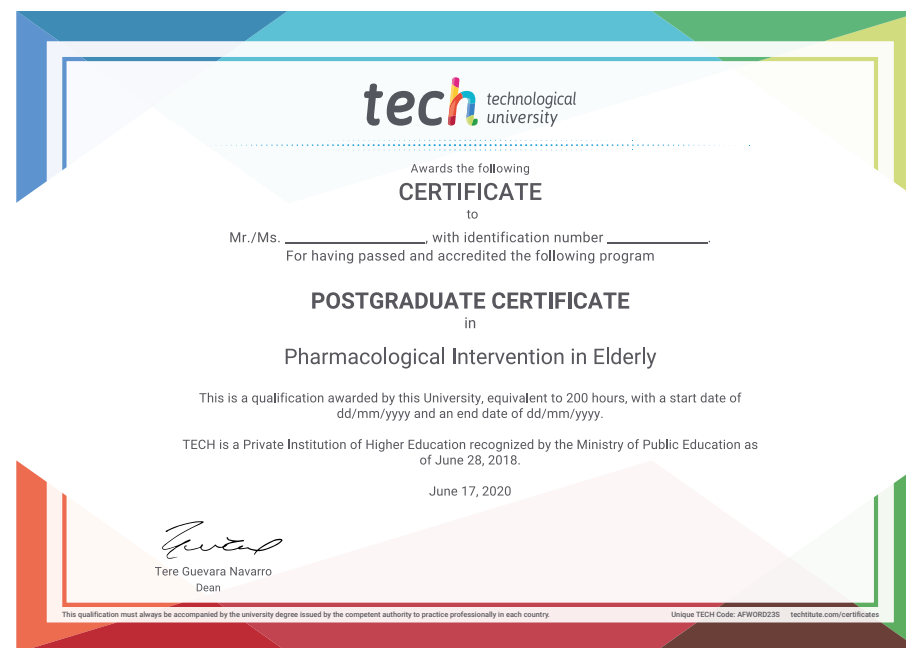 tech technological
university
Awards the following
CERTIFICATE
to
Mr./Ms. ____________________, with identification number ______________.
For having passed and accredited the following program
POSTGRADUATE CERTIFICATE
in
Pharmacological Intervention in Elderly
This is a qualification awarded by this University, equivalent to 200 hours, with a start date of
dd/mm/yyyy and an end date of dd/mm/yyyy.
TECH is a Private Institution of Higher Education recognized by the Ministry of Public Education as
of June 28, 2018.
June 17, 2020
Tere Guevara Navarro
Dean
This qualification must always be accompanied by the university degree issued by the competent authority to practice professionally in each country. Unique TECH Code: AFWORD23S techtitute.com/certificates